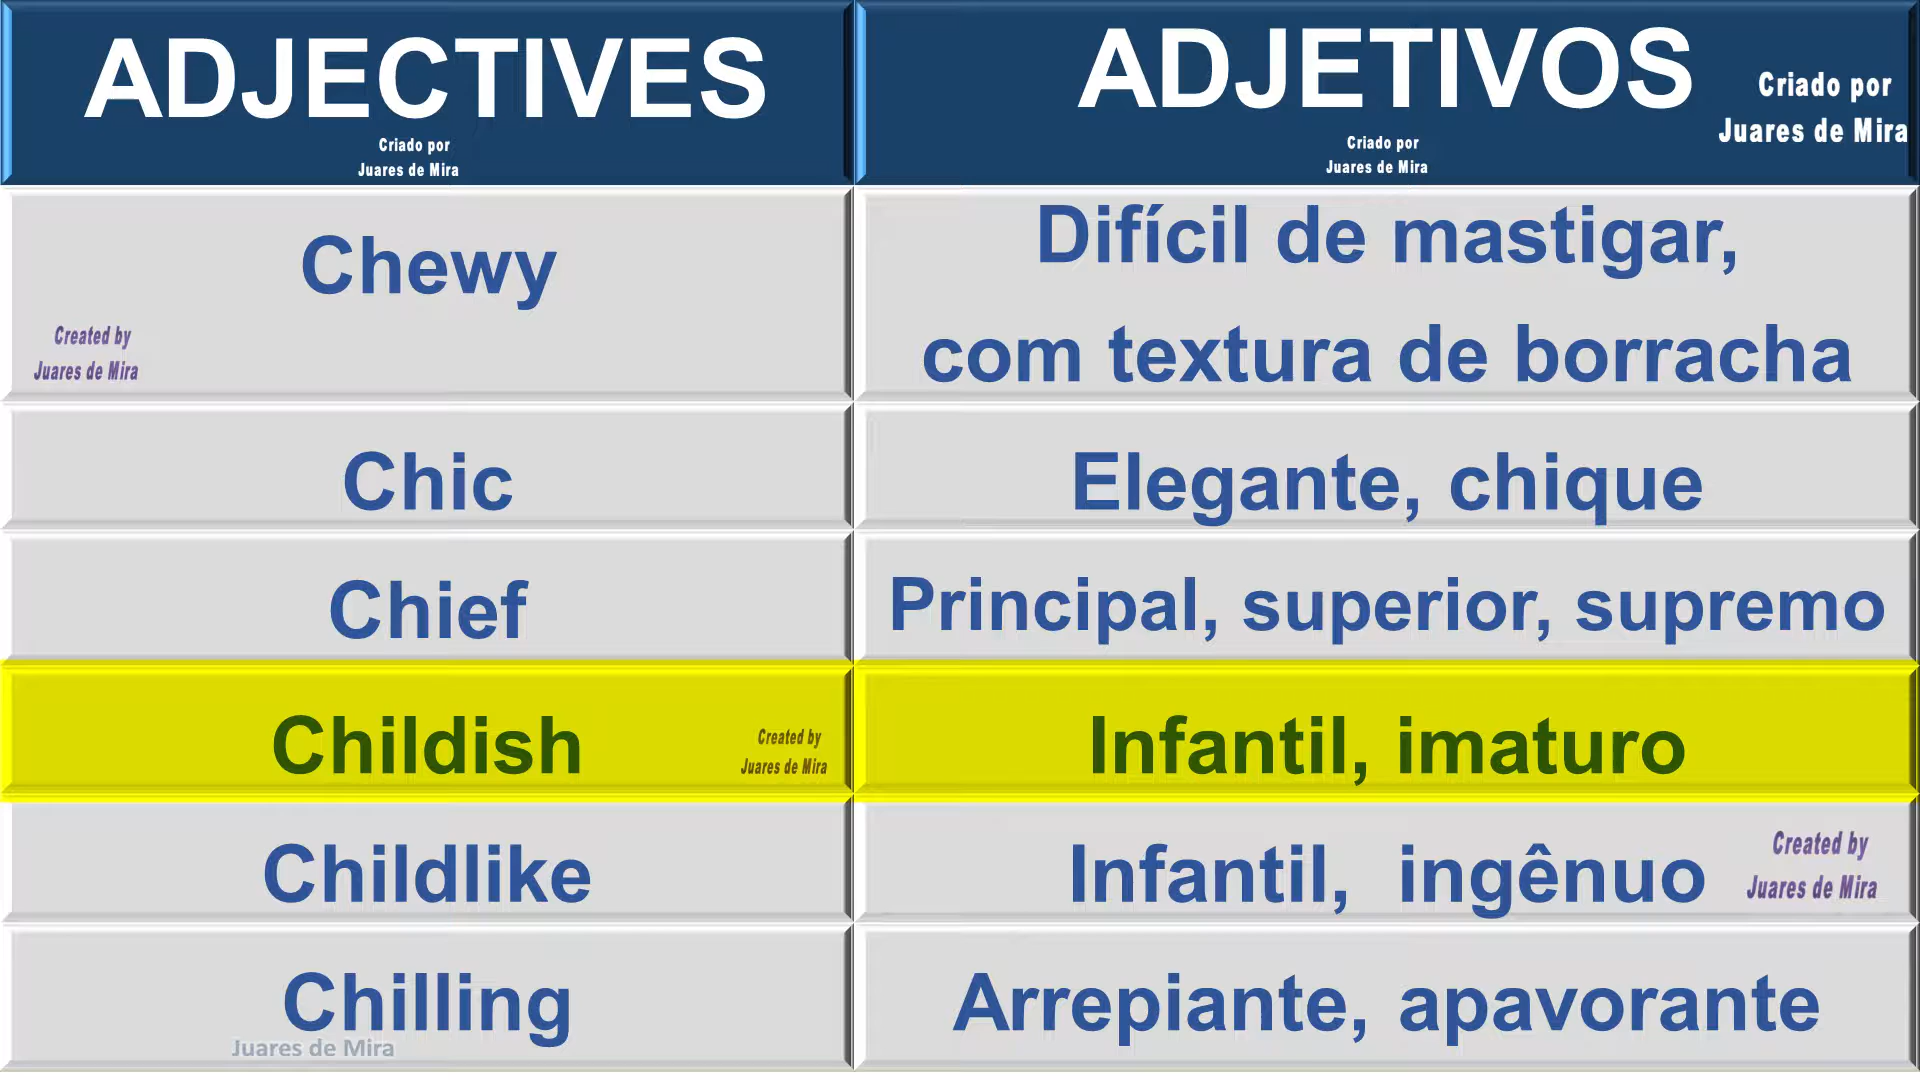 ADJECTIVES
Criado por
Juares de Mira
ADJETIVOS
Criado por
Juares de Mira
Criado por
Juares de Mira
Chewy
Created by
Juares de Mira
Difícil de mastigar,
com textura de borracha
Chic
Elegante, chique
Chief
Principal, superior, supremo
Childish
Created by
Juares de Mira
Infantil, imaturo
Childlike
Infantil, ingênuo
Created by
Juares de Mira
Chilling
Juares de Mira
Arrepiante, apavorante